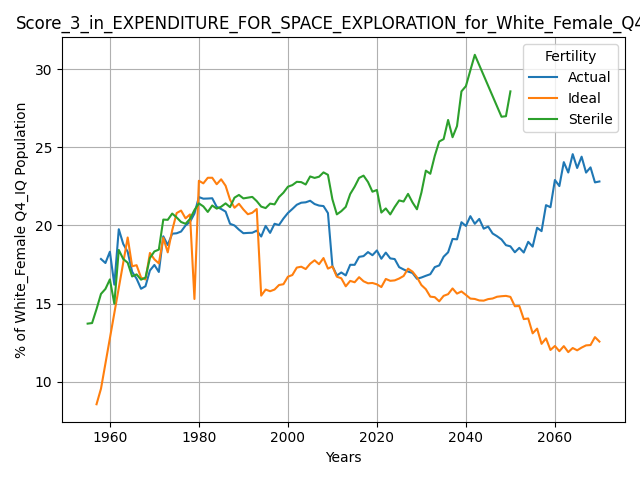 Score_3_in_EXPENDITURE_FOR_SPACE_EXPLORATION_for_White_Female_Q4
% of White_Female Q4_IQ Population
30
25
20
15
10
Fertility
Actual
Ideal
Sterile
1960
1980
2000
2020
2040
2060
Years